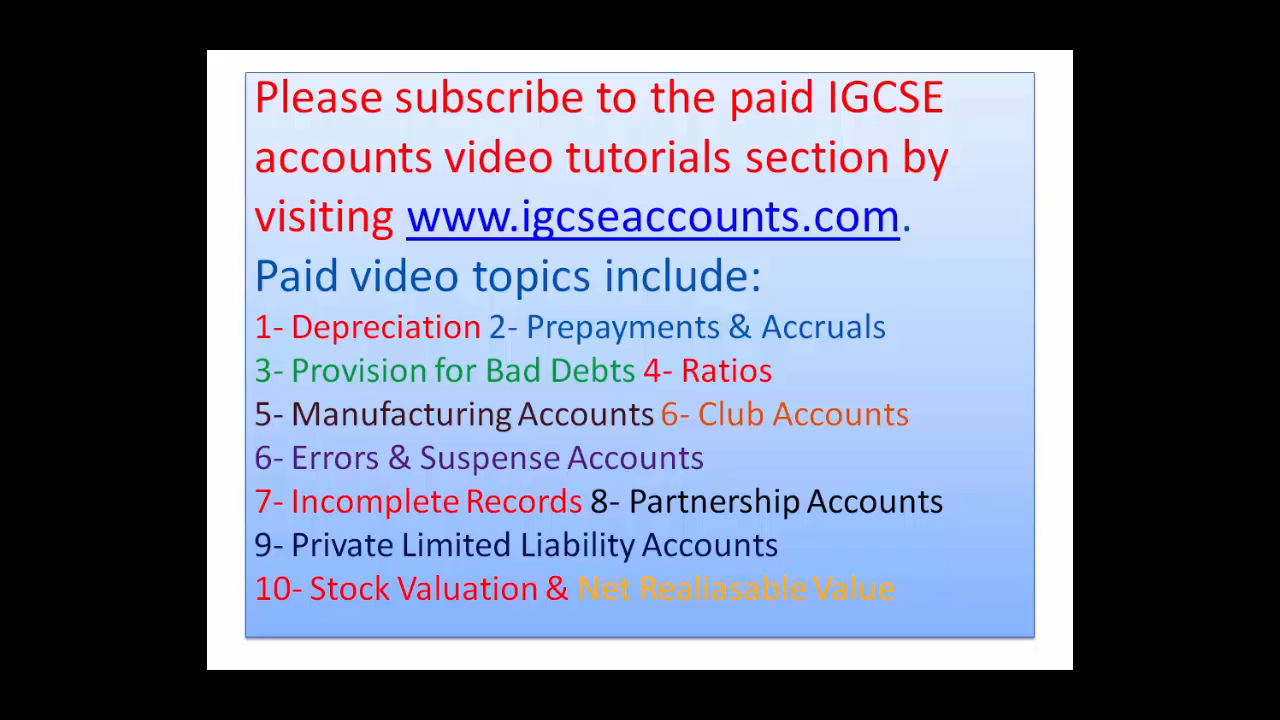 Please subscribe to the paid IGCSE
accounts video tutorials section by
visiting www.igcseaccounts.com.
Paid video topics include:
1- Depreciation 2- Prepayments & Accruals
3- Provision for Bad Debts 4- Ratios
5- Manufacturing Accounts 6- Club Accounts
6- Errors & Suspense Accounts
7- Incomplete Records 8- Partnership Accounts
9- Private Limited Liability Accounts
10- Stock Valuation & Net Realiasable Value